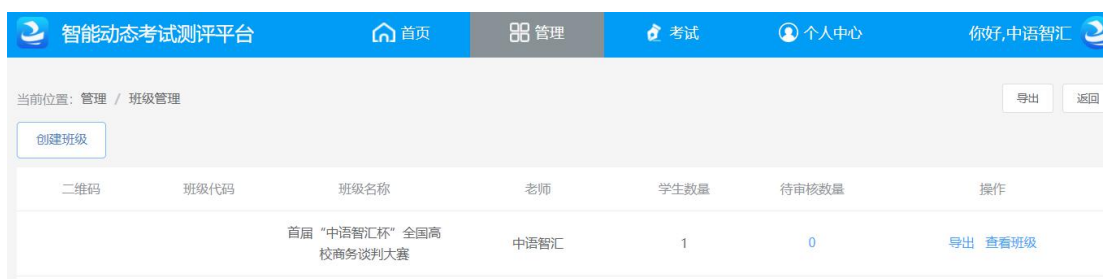 智能动态考试测评平台 首页 管理 考试 个人中心 你好,中语智汇
当前位置: 管理 / 班级管理 导出 返回
创建班级
二维码 班级代码 班级名称 老师 学生数量 待审核数量 操作
首届“中语智汇杯”全国高
校商务谈判大赛 中语智汇 1 0 导出 查看班级